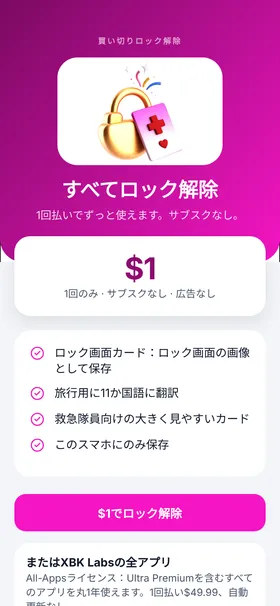 買い切りロック解除
すべてロック解除
1回払いでずっと使えます。サブスクなし。
$1
1回のみ · サブスクなし · 広告なし
ロック画面カード：ロック画面の画像
として保存
旅行用に11か国語に翻訳
救急隊員向けの大きく見やすいカード
このスマホにのみ保存
$1でロック解除
またはXBK Labsの全アプリ
All-Appsライセンス：Ultra Premiumを含むすべて
のアプリを丸1年使えます。1回払い$49.99、自動
更新なし